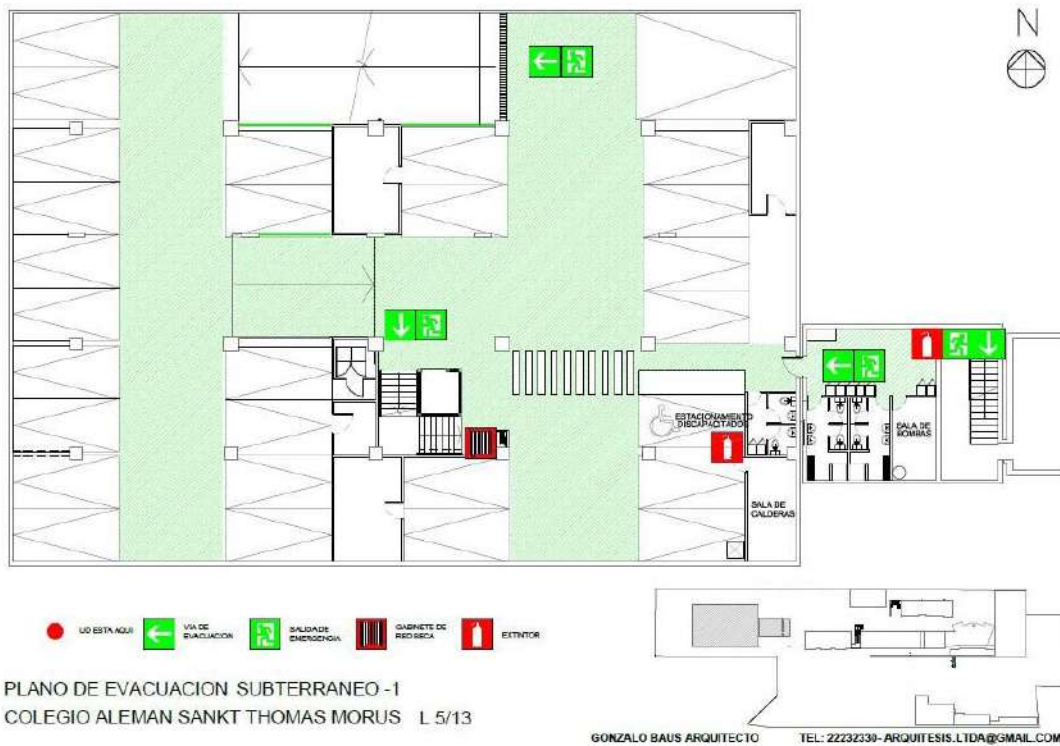 N
ESTACIONAMIENTO
DISCAPACITADOS
SALA DE
BOMBAS
SALA DE
CALDERAS
UD ESTA AQUI
VIA DE
EVACUACION
SALIDA DE
EMERGENCIA
GABINETE DE
RED SECA
EXTINTOR
PLANO DE EVACUACION SUBTERRANEO -1
COLEGIO ALEMAN SANKT THOMAS MORUS L 5/13
GONZALO BAUS ARQUITECTO TEL: 22232330- ARQUITESIS.LTDA@GMAIL.COM